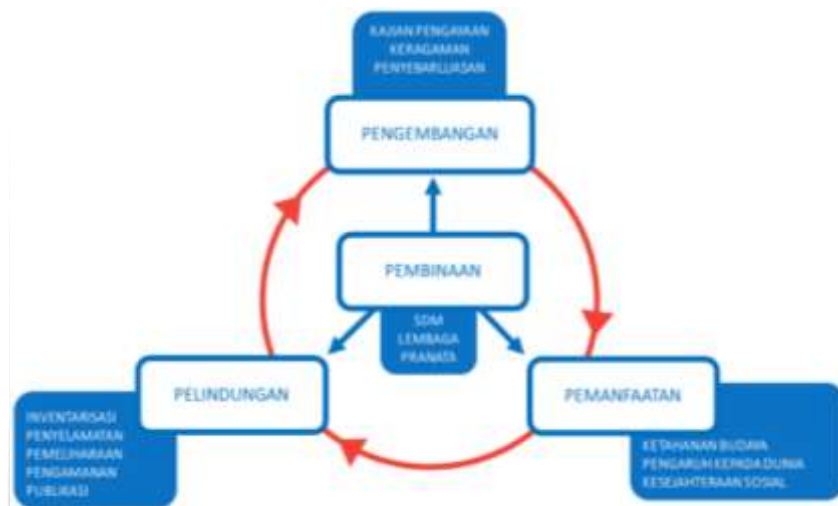 KAJIAN PENGAYAAN
KERAGAMAN
PENYEBARLUASAN
PENGEMBANGAN
PEMBINAAN
SDM
LEMBAGA
PRANATA
PELINDUNGAN
INVENTARISASI
PENYELAMATAN
PEMELIHARAAN
PENGAMANAN
PUBLIKASI
PEMANFAATAN
KETAHANAN BUDAYA
PENGARUH KEPADA DUNIA
KESEJAHTERAAN SOSIAL